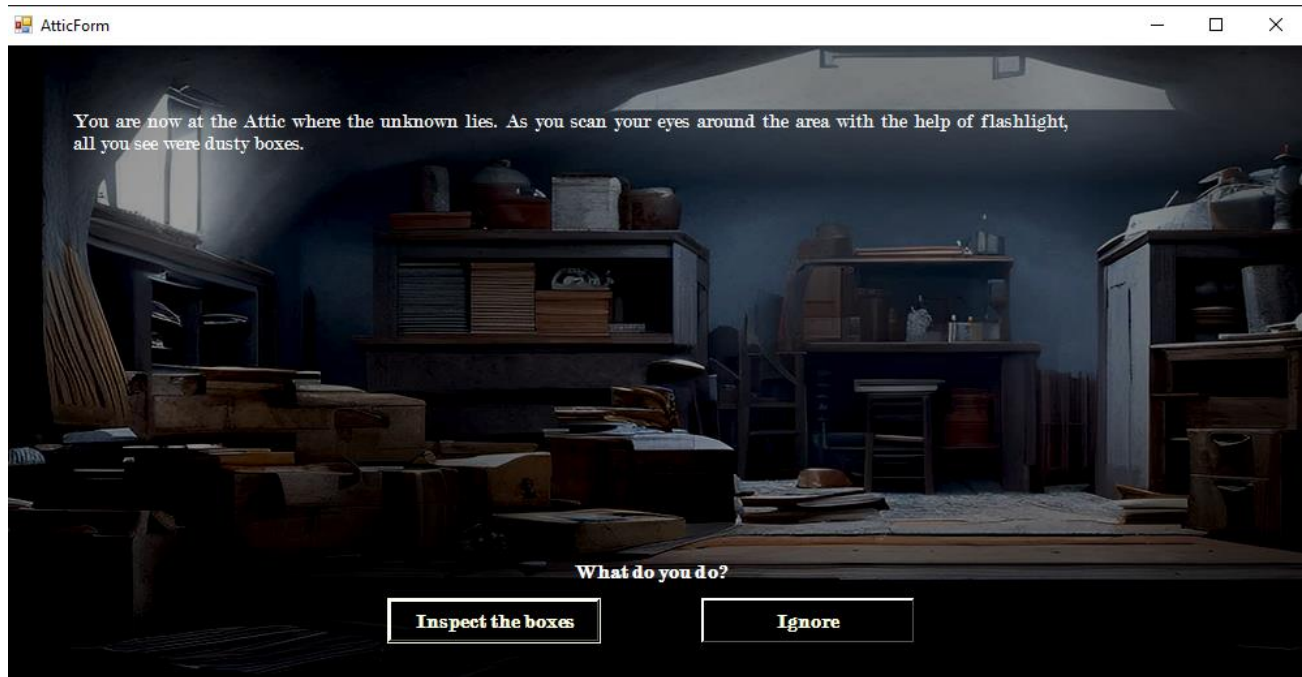 AtticForm
You are now at the Attic where the unknown lies. As you scan your eyes around the area with the help of flashlight,
all you see were dusty boxes.
What do you do?
Inspect the boxes
Ignore